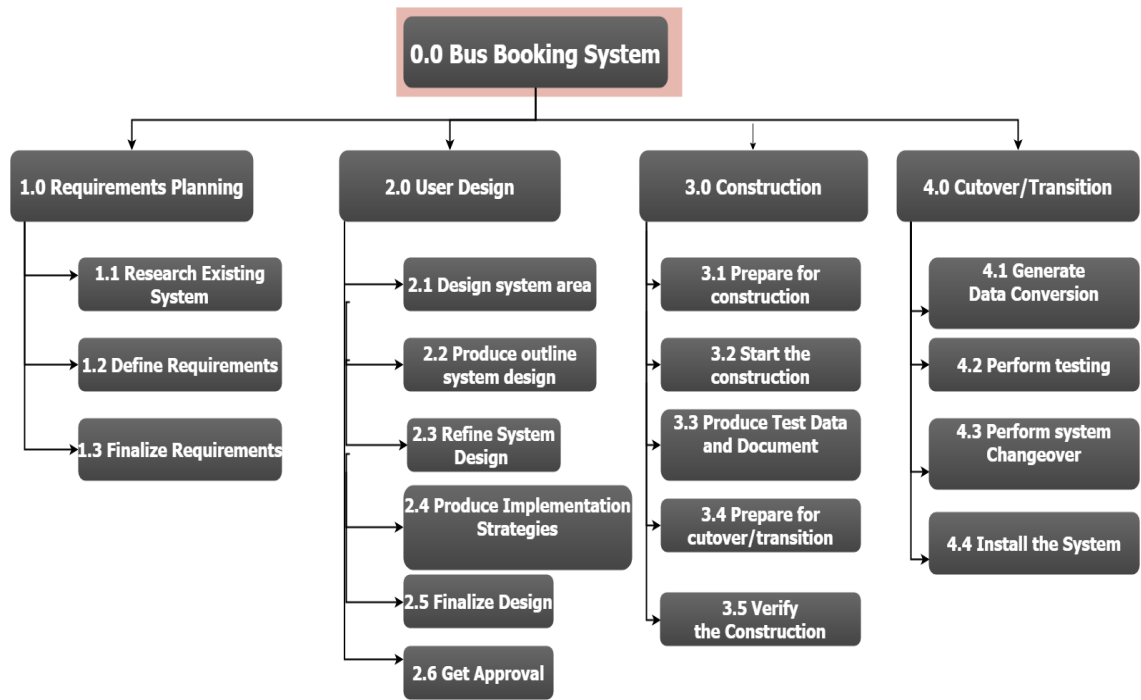 0.0 Bus Booking System
1.0 Requirements Planning
2.0 User Design
3.0 Construction
4.0 Cutover/Transition
1.1 Research Existing
System
1.2 Define Requirements
1.3 Finalize Requirements
2.1 Design system area
2.2 Produce outline
system design
2.3 Refine System
Design
2.4 Produce Implementation
Strategies
2.5 Finalize Design
2.6 Get Approval
3.1 Prepare for
construction
3.2 Start the
construction
3.3 Produce Test Data
and Document
3.4 Prepare for
cutover/transition
3.5 Verify
the Construction
4.1 Generate
Data Conversion
4.2 Perform testing
4.3 Perform system
Changeover
4.4 Install the System